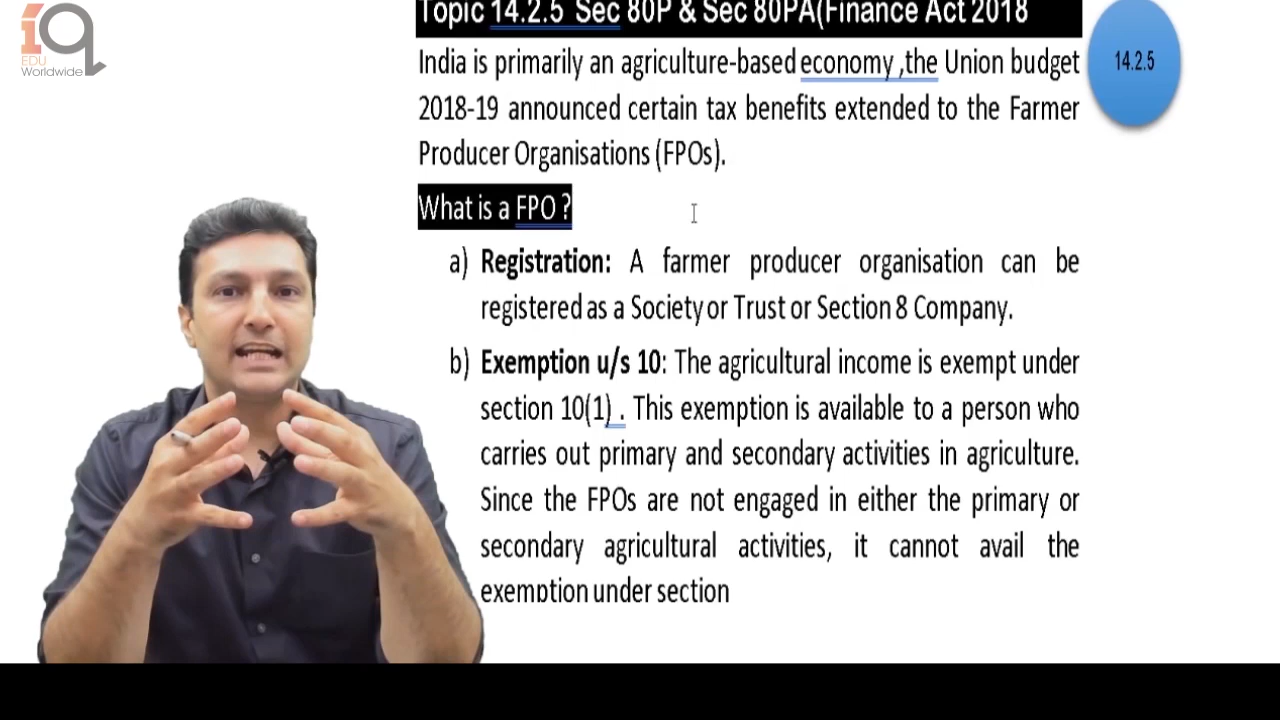 iQ
EDU
Worldwide
Topic 14.2.5 Sec 80P & Sec 80PA(Finance Act 2018
14.2.5
India is primarily an agriculture-based economy ,the Union budget
2018-19 announced certain tax benefits extended to the Farmer
Producer Organisations (FPOs).
What is a FPO ?
a) Registration: A farmer producer organisation can be
registered as a Society or Trust or Section 8 Company.
b) Exemption u/s 10: The agricultural income is exempt under
section 10(1) . This exemption is available to a person who
carries out primary and secondary activities in agriculture.
Since the FPOs are not engaged in either the primary or
secondary agricultural activities, it cannot avail the
exemption under section